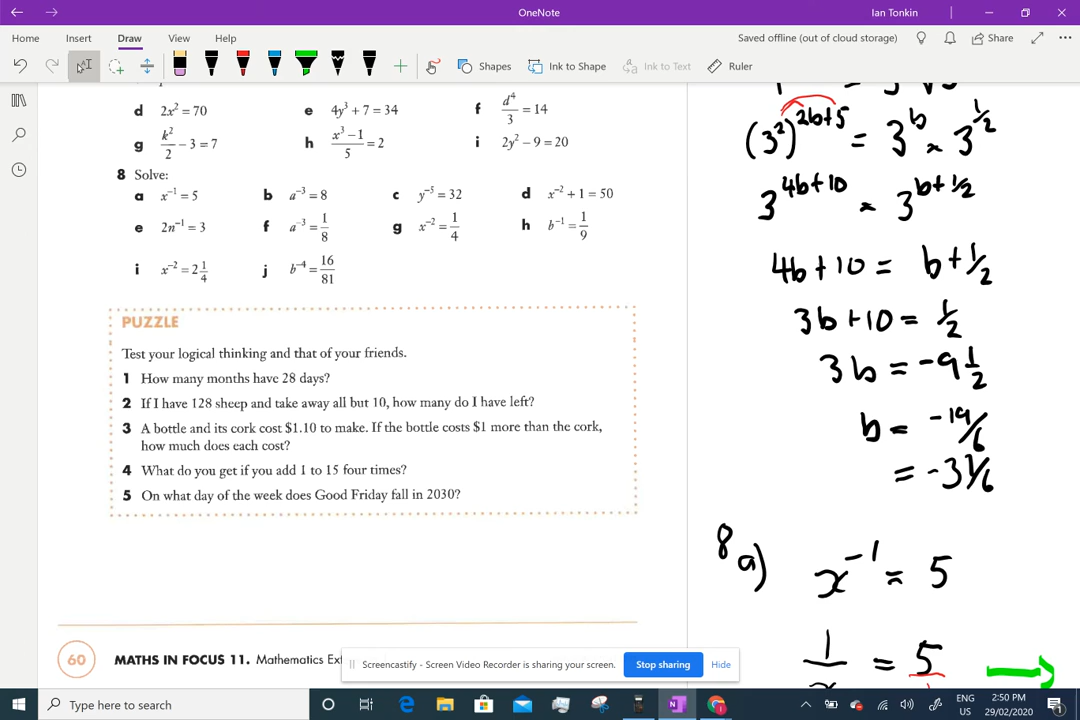 OneNote
Ian Tonkin
Home Insert Draw View Help
Saved offline (out of cloud storage) Share
Shapes Ink to Shape Ink to Text Ruler
d 2x² = 70 e 4y³ + 7 = 34 f d⁴/3 = 14
g k²/2 − 3 = 7 h (x³ − 1)/5 = 2 i 2y² − 9 = 20
8 Solve:
a x⁻¹ = 5 b a⁻³ = 8 c y⁻⁵ = 32 d x⁻² + 1 = 50
e 2n⁻¹ = 3 f a⁻³ = 1/8 g x⁻² = 1/4 h b⁻¹ = 1/9
i x⁻² = 2 1/4 j b⁻⁴ = 16/81
PUZZLE
Test your logical thinking and that of your friends.
1 How many months have 28 days?
2 If I have 128 sheep and take away all but 10, how many do I have left?
3 A bottle and its cork cost $1.10 to make. If the bottle costs $1 more than the cork,
how much does each cost?
4 What do you get if you add 1 to 15 four times?
5 On what day of the week does Good Friday fall in 2030?
60 MATHS IN FOCUS 11. Mathematics Ext
(3²)^(2b+5) = 3^b × 3^(1/2)
3^(4b+10) = 3^(b+1/2)
4b+10 = b+1/2
3b+10 = 1/2
3b = -9 1/2
b = -19/6
= -3 1/6
8 a) x⁻¹ = 5
1/x = 5
Screencastify - Screen Video Recorder is sharing your screen. Stop sharing Hide
Type here to search
ENG
US
2:50 PM
29/02/2020
1